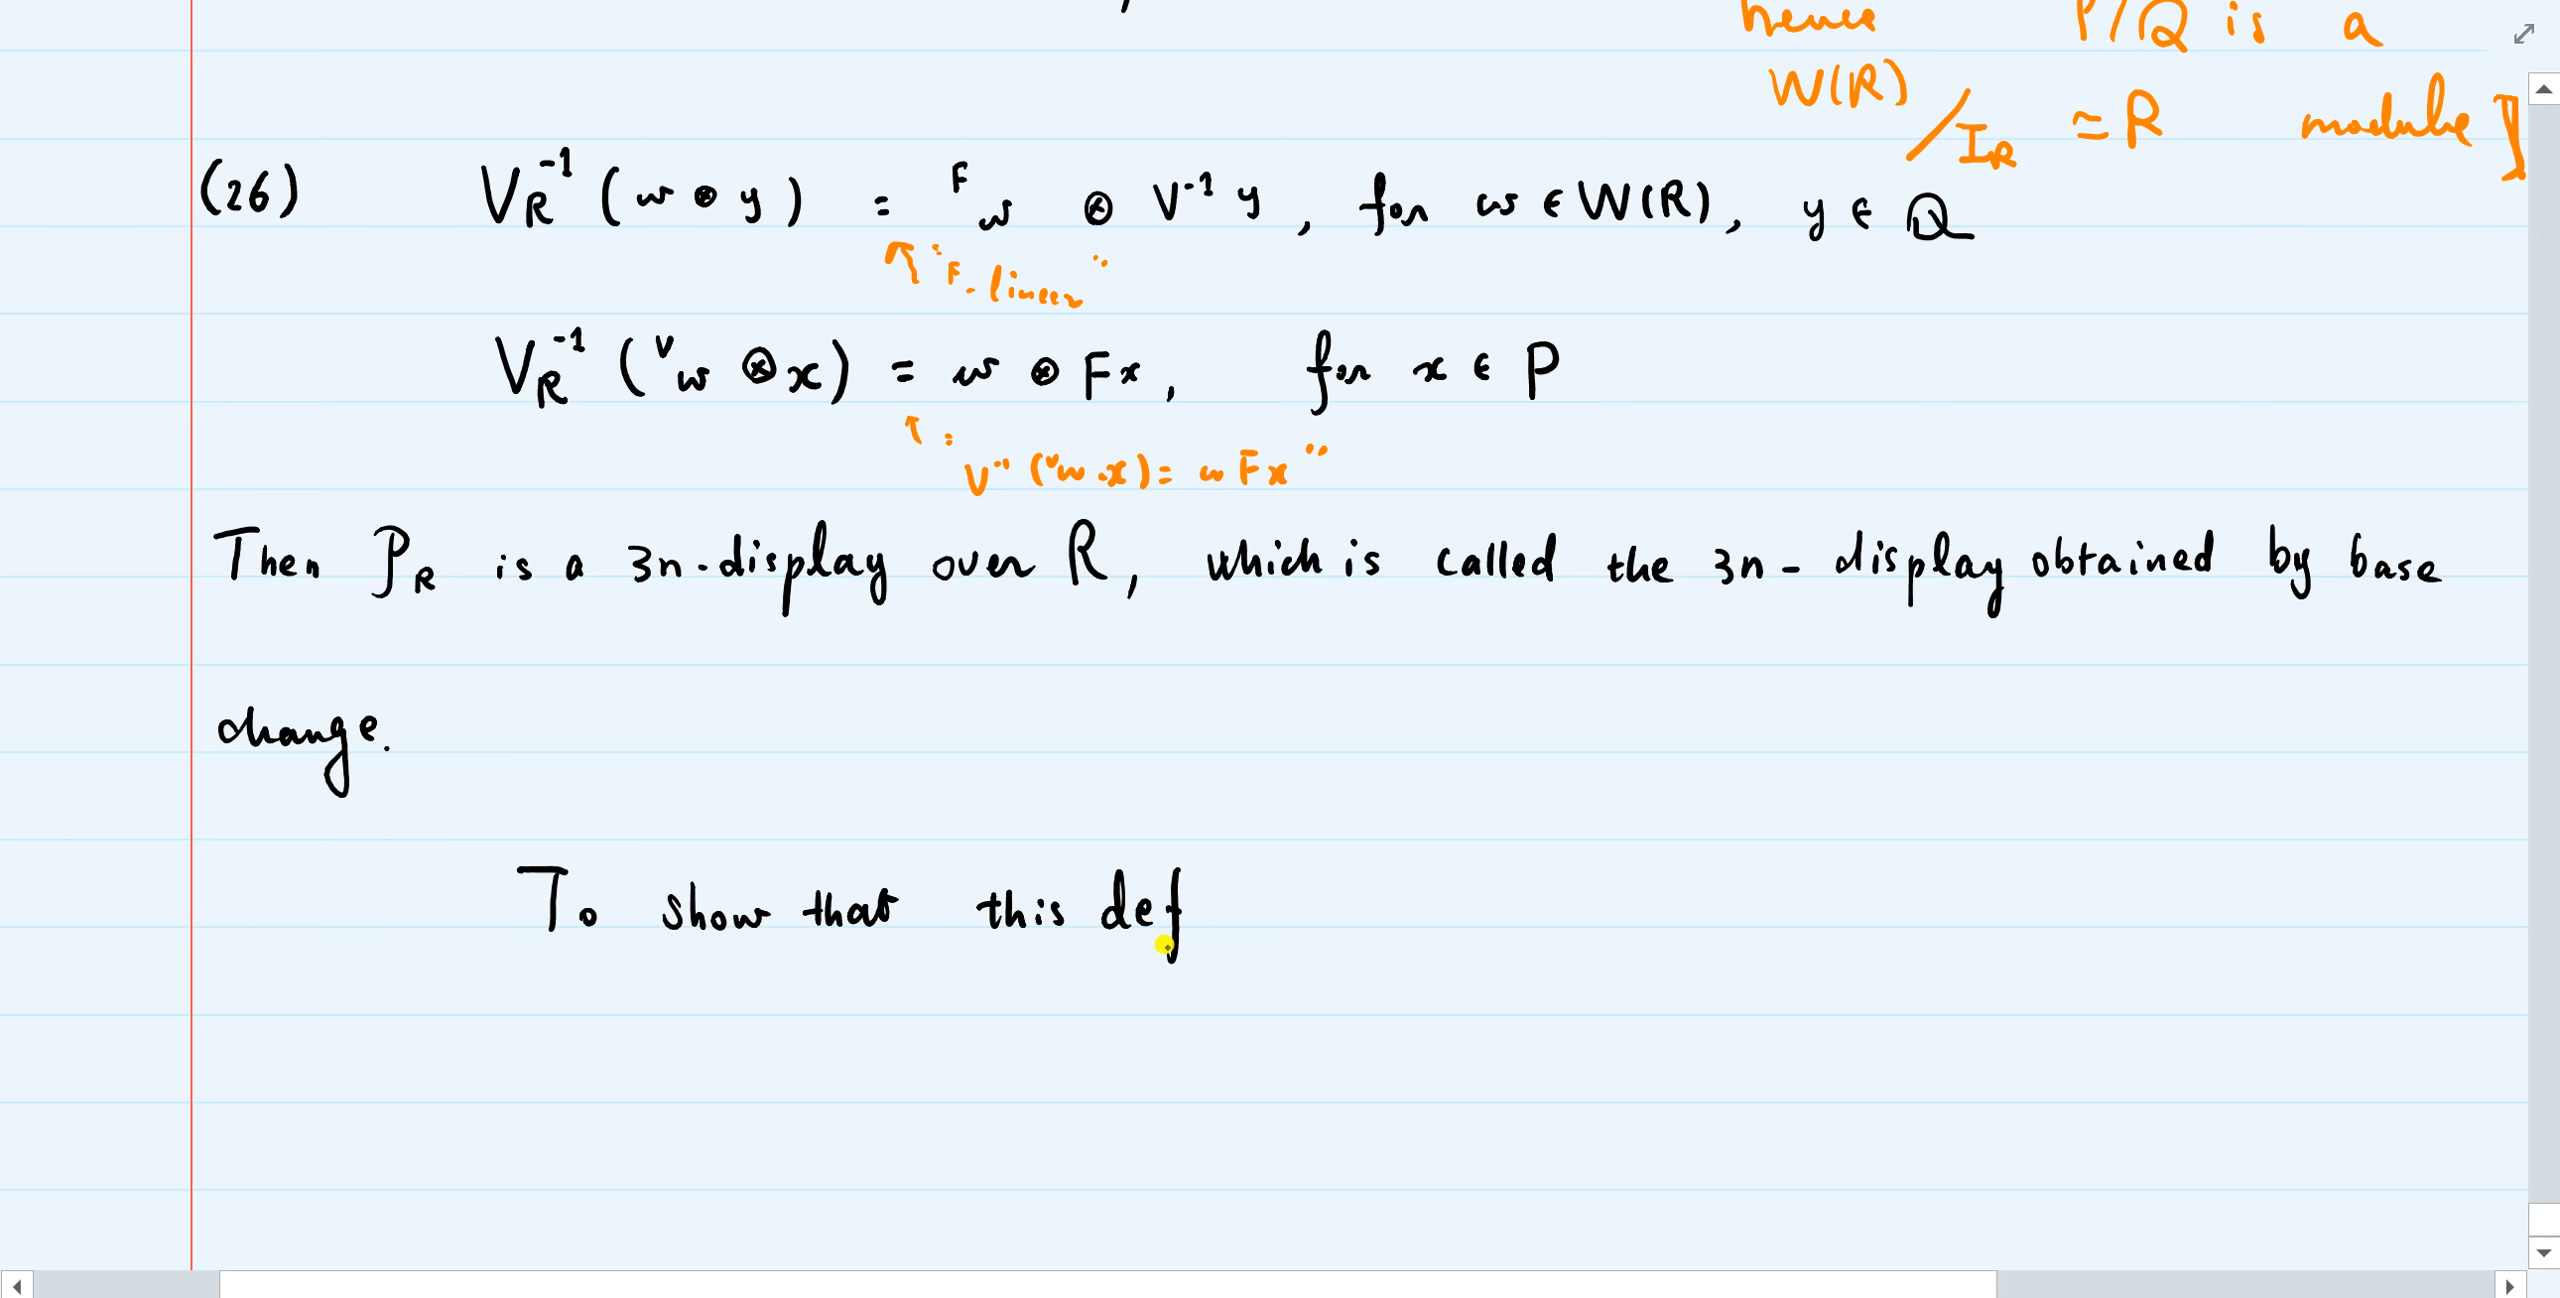 hence P/Q is a
W(R)/I_R ≃ R module]
(26) V_R^{-1} (w ⊗ y) = ^F w ⊗ V^{-1} y, for w ∈ W(R), y ∈ Q
"F-linear"
V_R^{-1} (^V w ⊗ x) = w ⊗ Fx, for x ∈ P
"V^{-1} (^V w . x) = w Fx"
Then P_R is a 3n-display over R, which is called the 3n-display obtained by base
change.
To show that this def